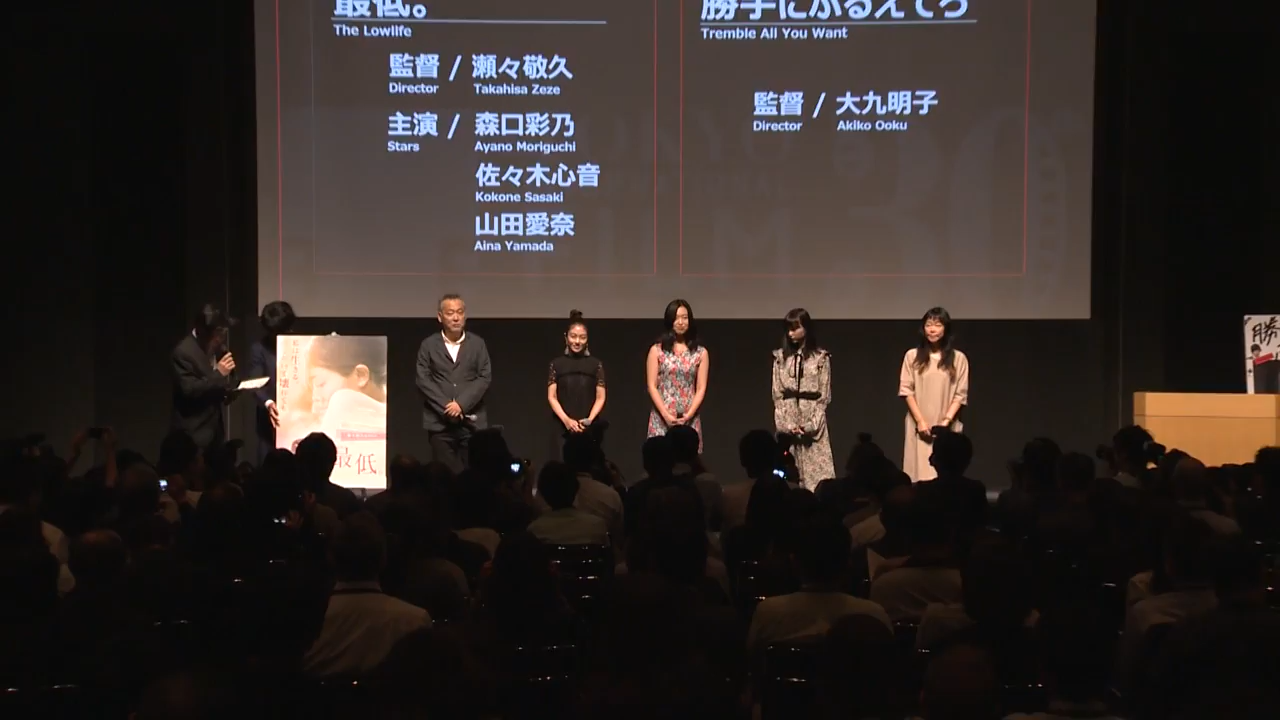 最低。
The Lowlife
監督 / 瀬々敬久
Director Takahisa Zeze
主演 / 森口彩乃
Stars Ayano Moriguchi
佐々木心音
Kokone Sasaki
山田愛奈
Aina Yamada
勝手にふるえてろ
Tremble All You Want
監督 / 大九明子
Director Akiko Ooku
最低
勝